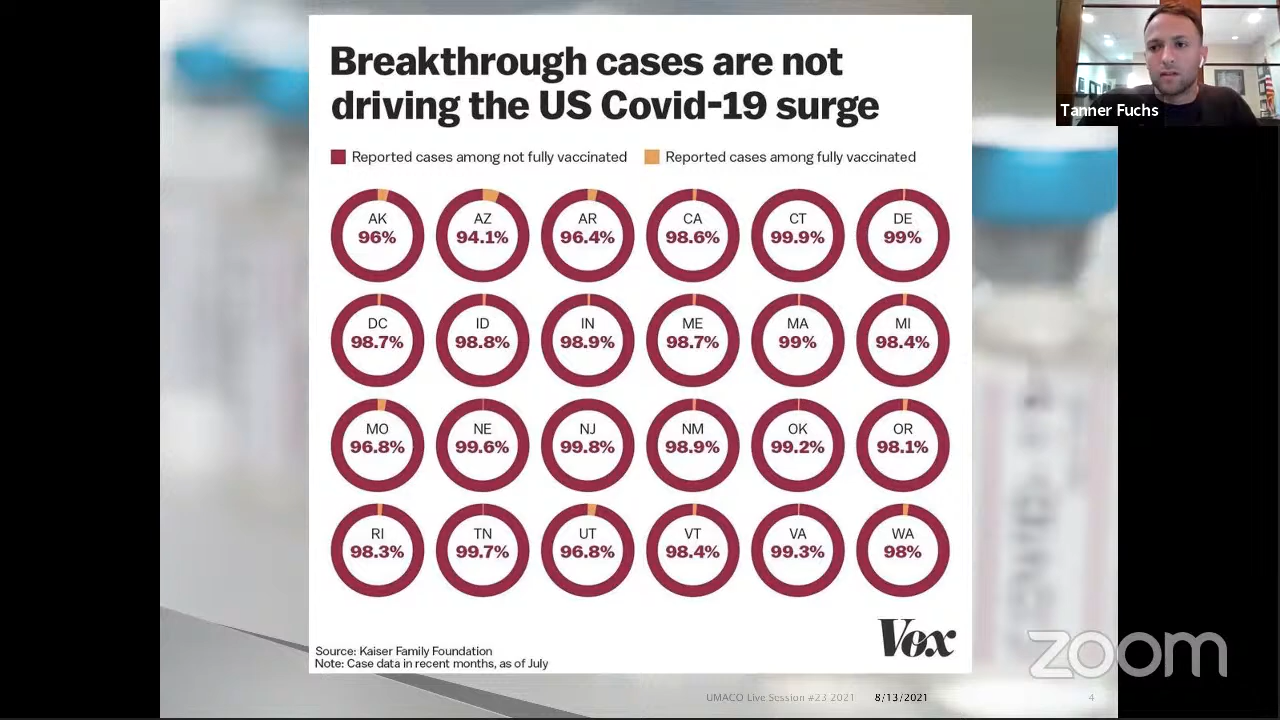 Breakthrough cases are not
driving the US Covid-19 surge
Reported cases among not fully vaccinated Reported cases among fully vaccinated
AK AZ AR CA CT DE
96% 94.1% 96.4% 98.6% 99.9% 99%
DC ID IN ME MA MI
98.7% 98.8% 98.9% 98.7% 99% 98.4%
MO NE NJ NM OK OR
96.8% 99.6% 99.8% 98.9% 99.2% 98.1%
RI TN UT VT VA WA
98.3% 99.7% 96.8% 98.4% 99.3% 98%
Vox
Source: Kaiser Family Foundation
Note: Case data in recent months, as of July
UMACO Live Session #23 2021 8/13/2021 4
Tanner Fuchs
zoom